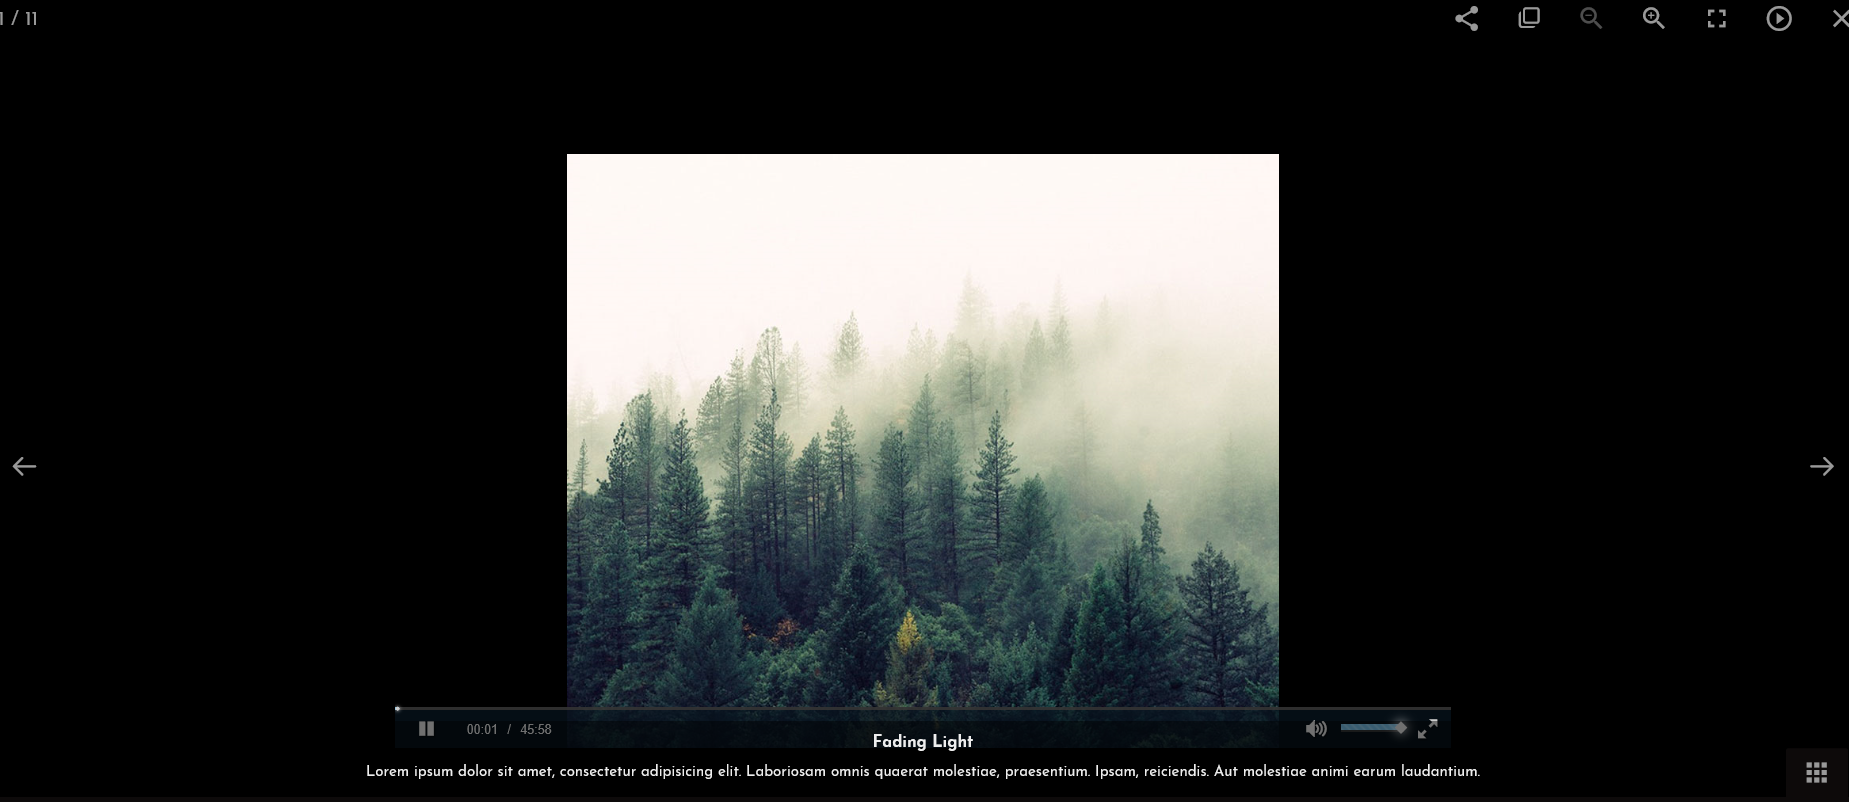 1 / 11
00:01 / 45:58
Fading Light
Lorem ipsum dolor sit amet, consectetur adipisicing elit. Laboriosam omnis quaerat molestiae, praesentium. Ipsam, reiciendis. Aut molestiae animi earum laudantium.